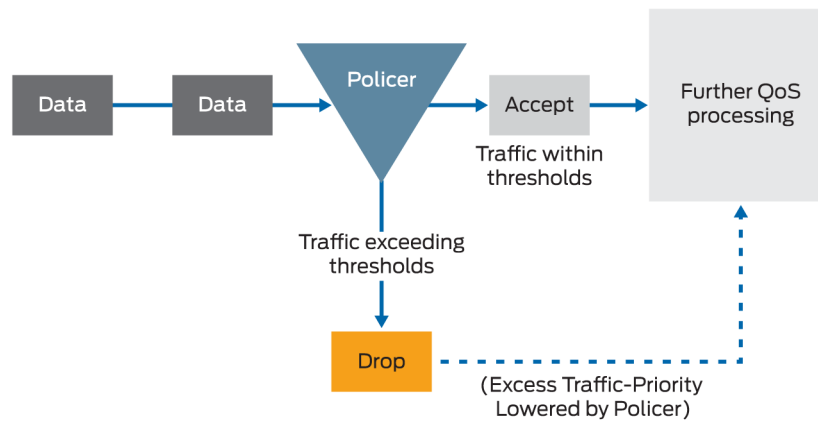 Data
Data
Policer
Accept
Further QoS
processing
Traffic within
thresholds
Traffic exceeding
thresholds
Drop
(Excess Traffic-Priority
Lowered by Policer)